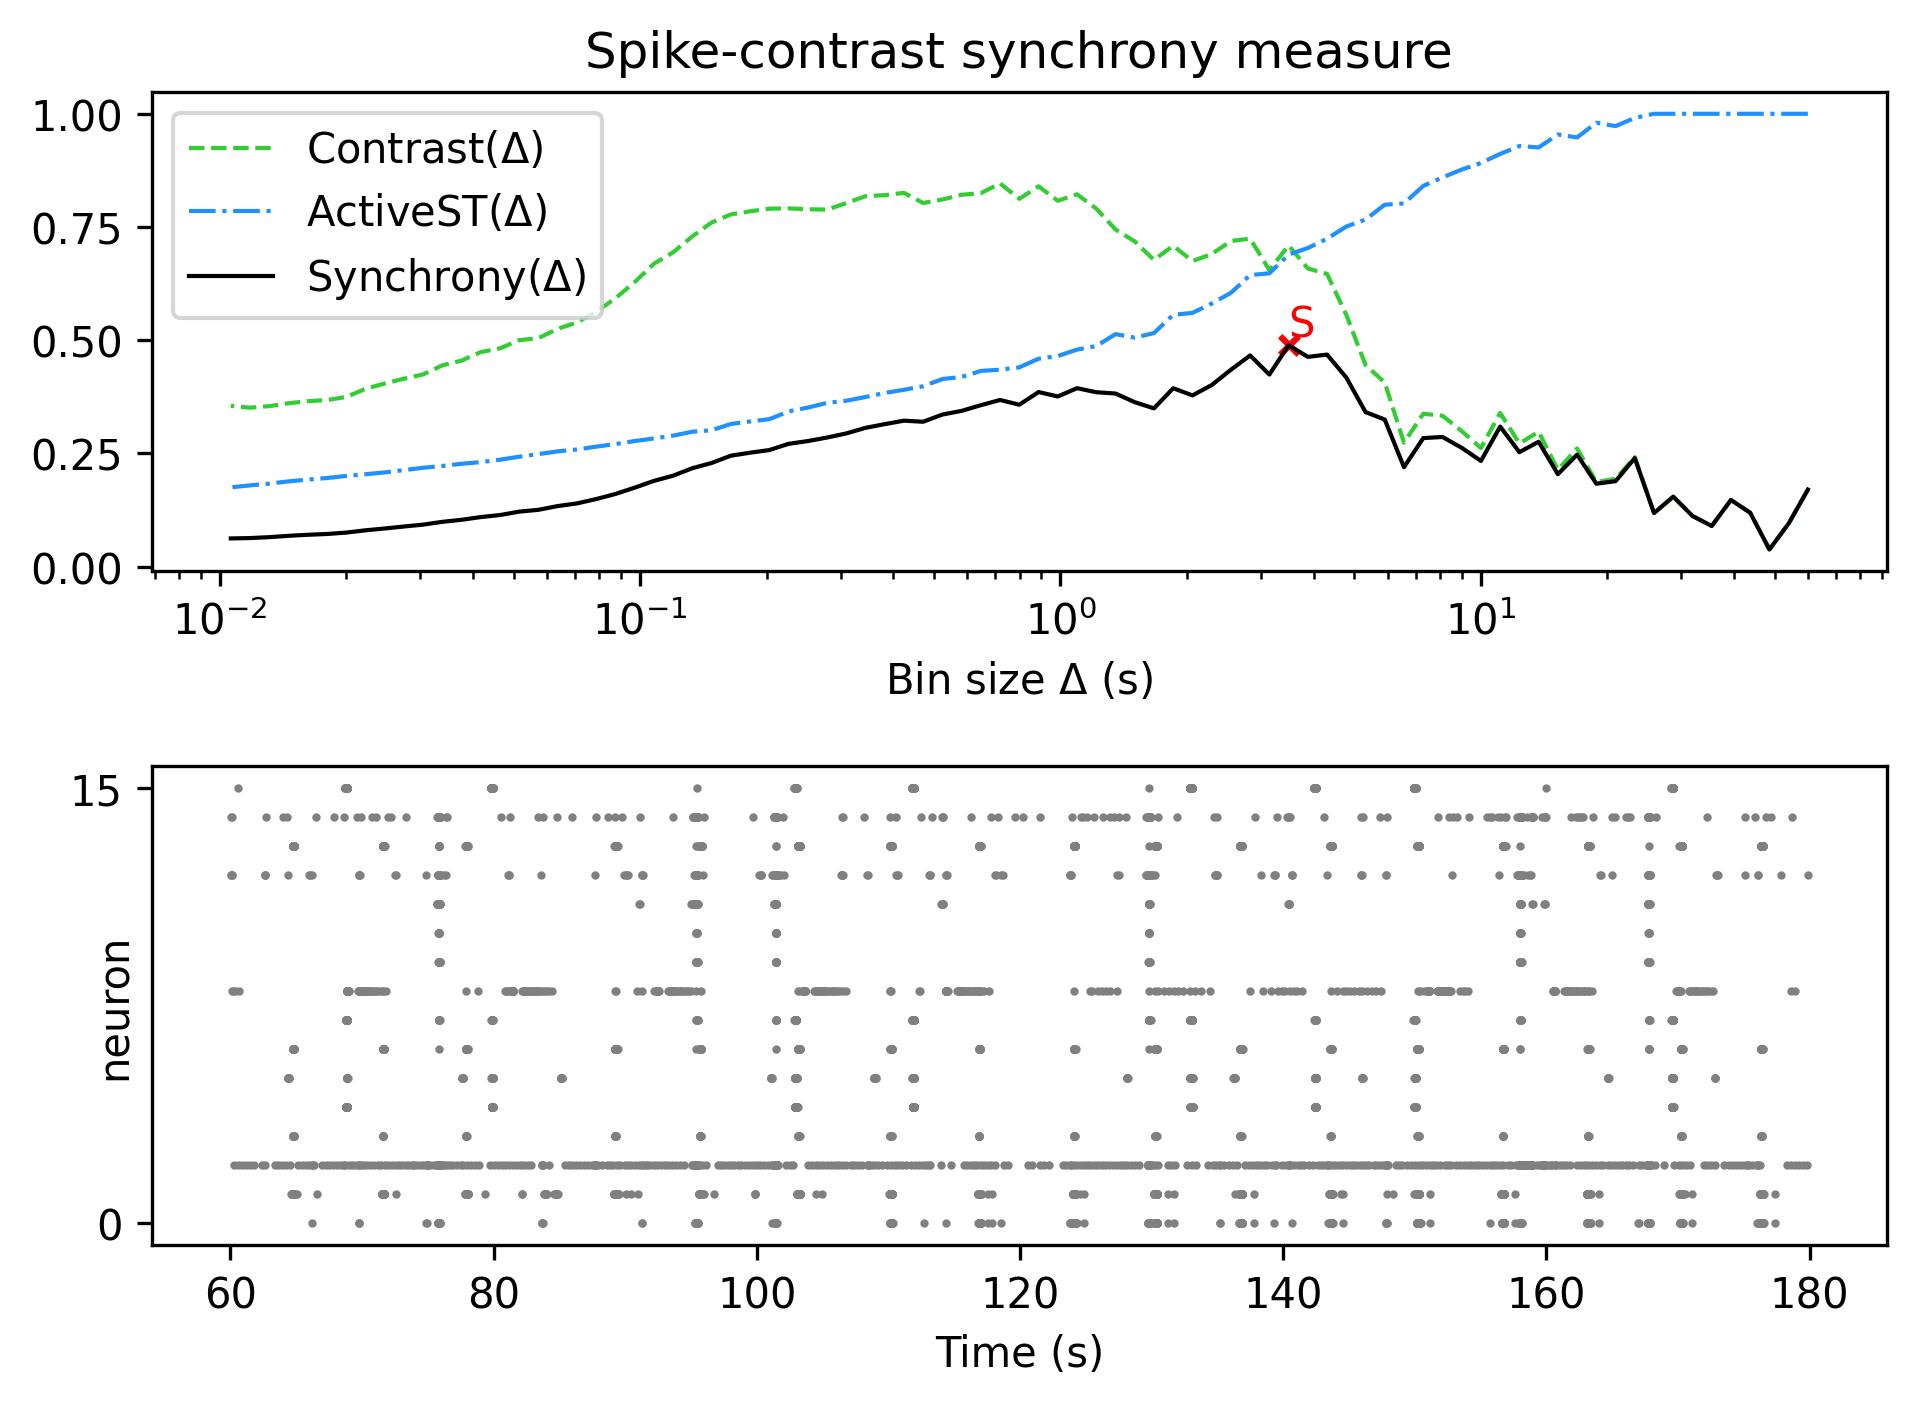 Spike-contrast synchrony measure
1.00
0.75
0.50
0.25
0.00
Contrast(Δ)
ActiveST(Δ)
Synchrony(Δ)
S
10⁻² 10⁻¹ 10⁰ 10¹
Bin size Δ (s)
15
0
neuron
60 80 100 120 140 160 180
Time (s)